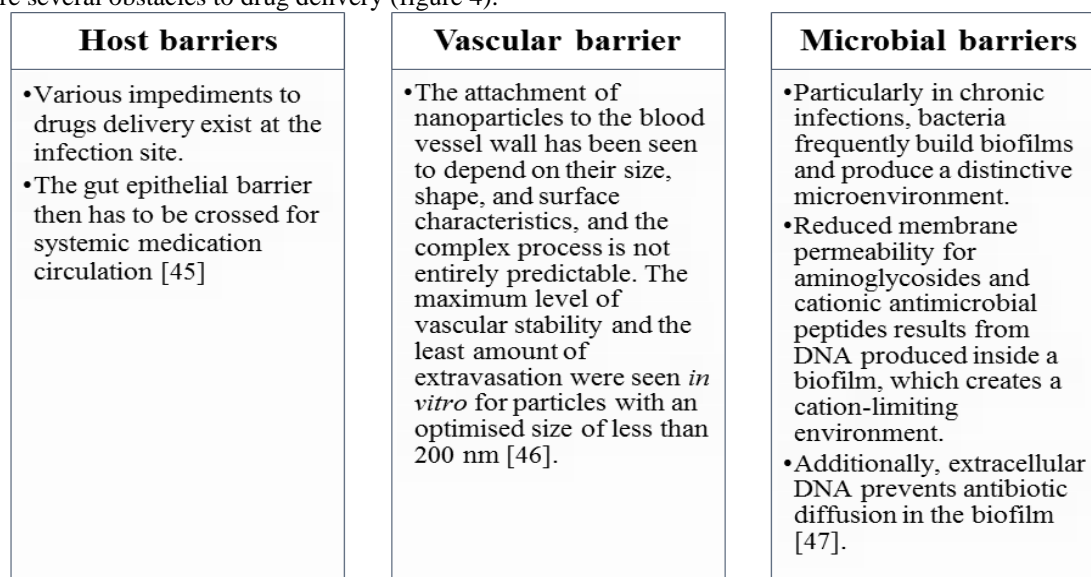 re several obstacles to drug delivery (figure 4).
Host barriers
•Various impediments to
drugs delivery exist at the
infection site.
•The gut epithelial barrier
then has to be crossed for
systemic medication
circulation [45]
Vascular barrier
•The attachment of
nanoparticles to the blood
vessel wall has been seen
to depend on their size,
shape, and surface
characteristics, and the
complex process is not
entirely predictable. The
maximum level of
vascular stability and the
least amount of
extravasation were seen in
vitro for particles with an
optimised size of less than
200 nm [46].
Microbial barriers
•Particularly in chronic
infections, bacteria
frequently build biofilms
and produce a distinctive
microenvironment.
•Reduced membrane
permeability for
aminoglycosides and
cationic antimicrobial
peptides results from
DNA produced inside a
biofilm, which creates a
cation-limiting
environment.
•Additionally, extracellular
DNA prevents antibiotic
diffusion in the biofilm
[47].